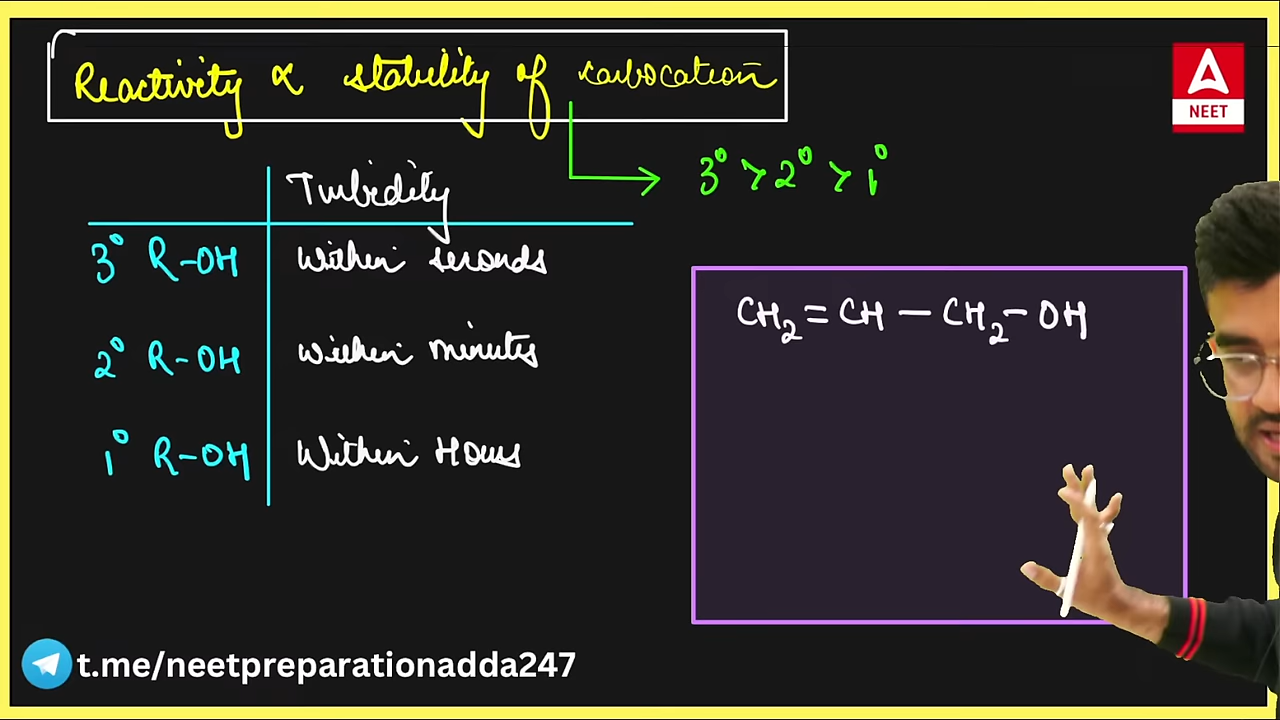 Reactivity ∝ stability of carbocation
NEET
3° > 2° > 1°
Turbidity
3° R-OH Within seconds
2° R-OH Within minutes
1° R-OH Within Hours
CH₂=CH-CH₂-OH
t.me/neetpreparationadda247